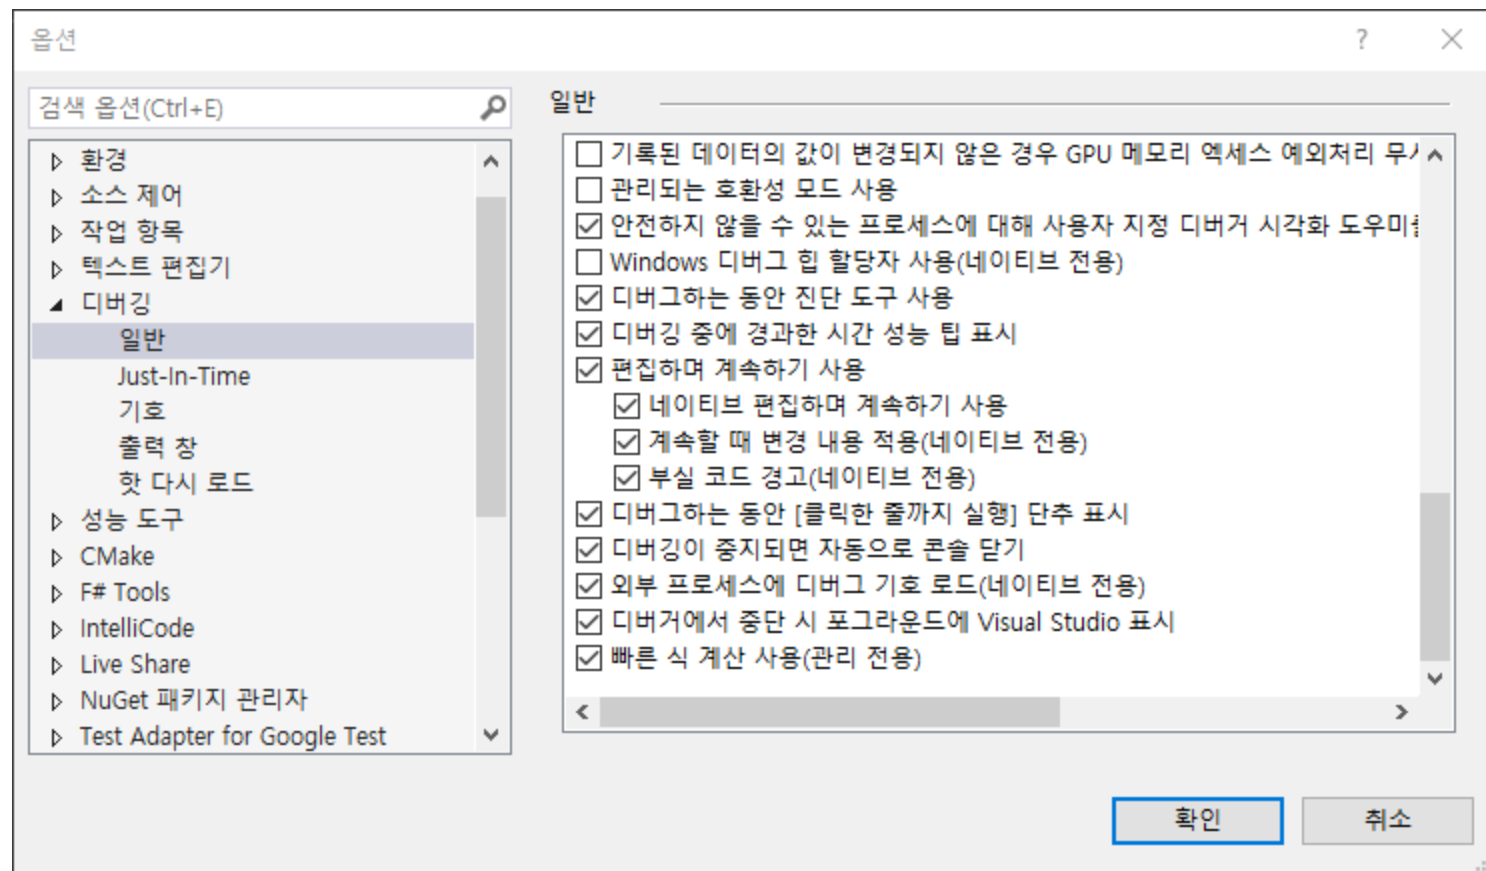 옵션
검색 옵션(Ctrl+E)
환경
소스 제어
작업 항목
텍스트 편집기
디버깅
일반
Just-In-Time
기호
출력 창
핫 다시 로드
성능 도구
CMake
F# Tools
IntelliCode
Live Share
NuGet 패키지 관리자
Test Adapter for Google Test
일반
기록된 데이터의 값이 변경되지 않은 경우 GPU 메모리 엑세스 예외처리
관리되는 호환성 모드 사용
안전하지 않을 수 있는 프로세스에 대해 사용자 지정 디버거 시각화
Windows 디버그 힙 할당자 사용(네이티브 전용)
디버그하는 동안 진단 도구 사용
디버깅 중에 경과한 시간 성능 팁 표시
편집하며 계속하기 사용
네이티브 편집하며 계속하기 사용
계속할 때 변경 내용 적용(네이티브 전용)
부실 코드 경고(네이티브 전용)
디버그하는 동안 [클릭한 줄까지 실행] 단추 표시
디버깅이 중지되면 자동으로 콘솔 닫기
외부 프로세스에 디버그 기호 로드(네이티브 전용)
디버거에서 중단 시 포그라운드에 Visual Studio 표시
빠른 식 계산 사용(관리 전용)
확인
취소